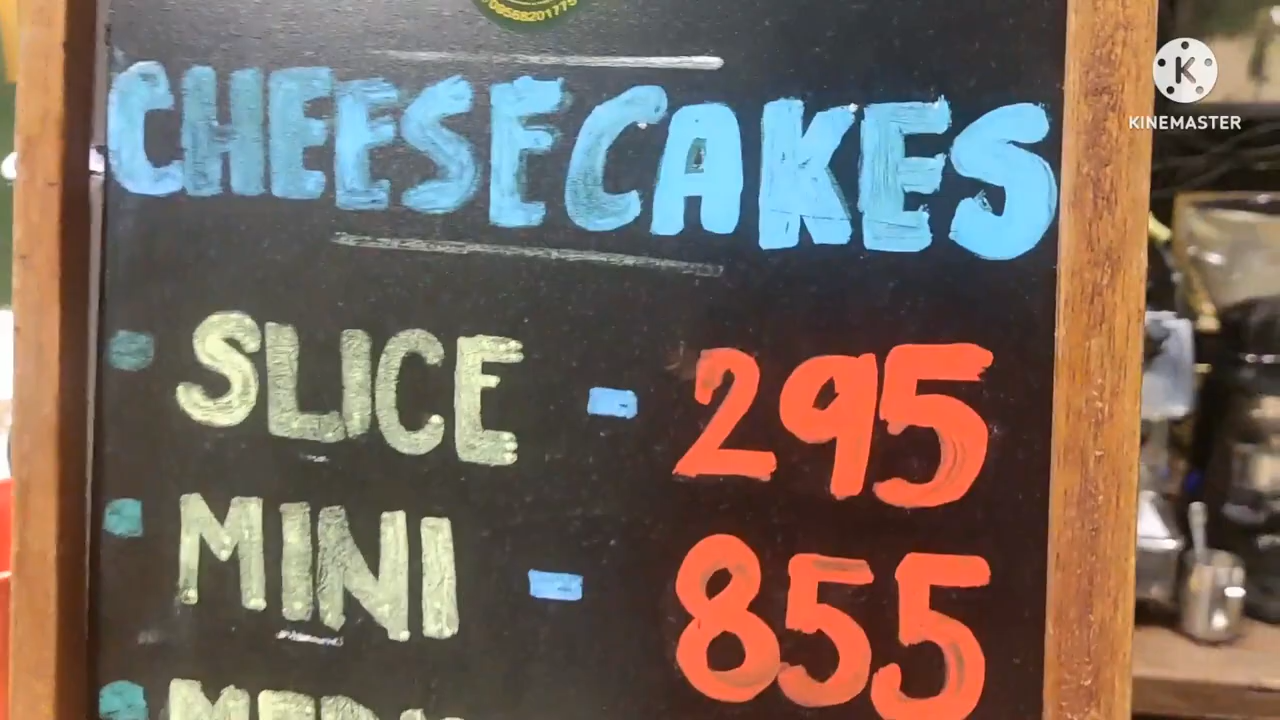 CHEESECAKES
SLICE - 295
MINI - 855
KINEMASTER